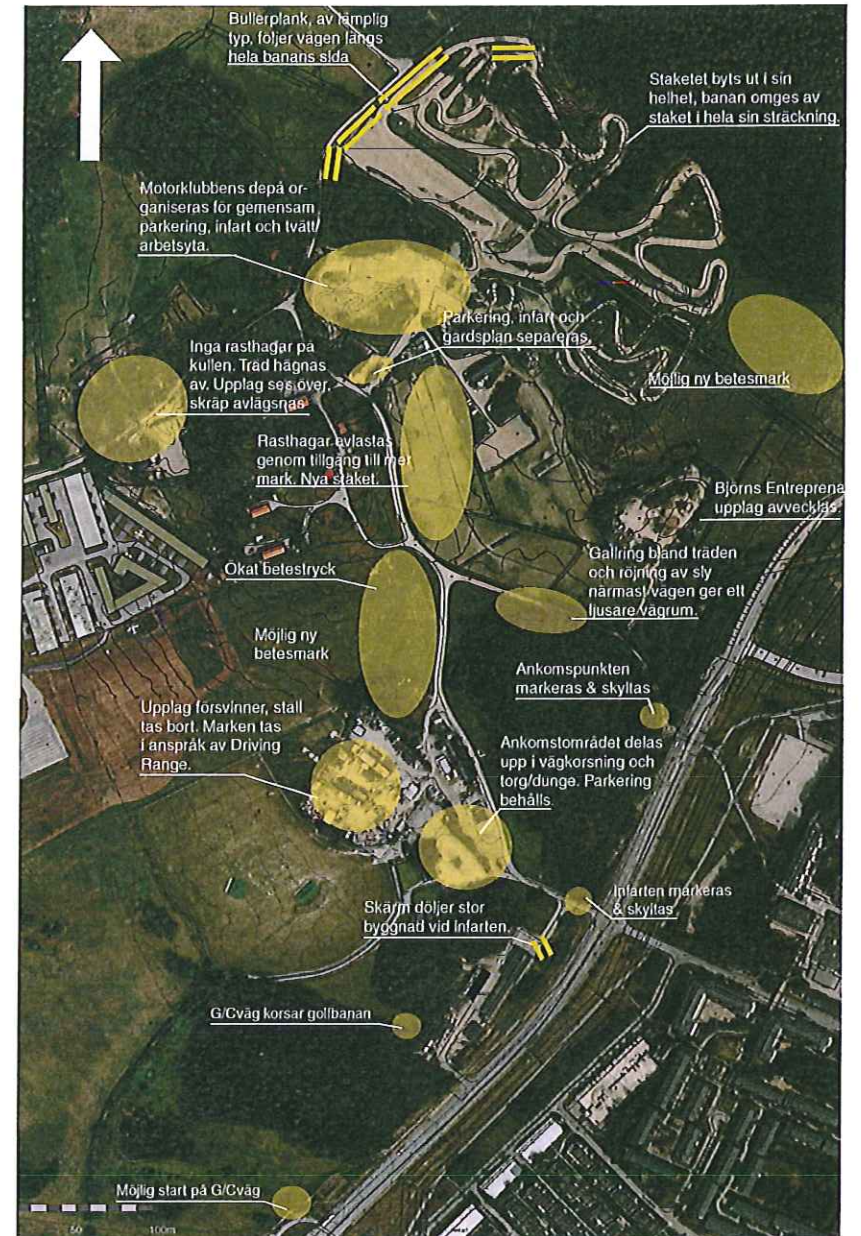 Bullerplank, av lämplig
typ, följer vägen längs
hela banans sida
Staketet byts ut i sin
helhet, banan omges av
staket i hela sin sträckning.
Motorklubbens depå or-
ganiseras för gemensam
parkering, infart och tvätt/
arbetsyta.
Parkering, infart och
gårdsplan separeras.
Inga rasthagar på
kullen. Träd hägnas
av. Upplag ses över,
skräp avlägsnas
Möjlig ny betesmark
Rasthagar avlastas
genom tillgång till mer
mark. Nya staket.
Björns Entreprena
upplag avvecklas.
Gallring bland träden
och röjning av sly
närmast vägen ger ett
ljusare vägrum.
Ökat betestryck
Möjlig ny
betesmark
Ankomspunkten
markeras & skyltas
Upplag försvinner, stall
tas bort. Marken tas
i anspråk av Driving
Range.
Ankomstområdet delas
upp i vägkorsning och
torg/dunge. Parkering
behålls.
Infarten markeras
& skyltas
Skärm döljer stor
byggnad vid Infarten.
G/Cväg korsar golfbanan
Möjlig start på G/Cväg
50 100m